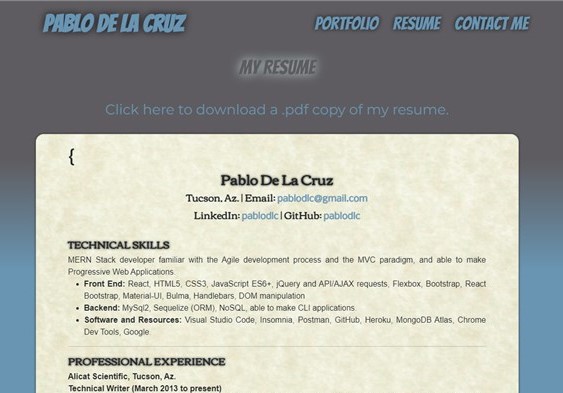 PABLO DE LA CRUZ PORTFOLIO RESUME CONTACT ME
MY RESUME
Click here to download a .pdf copy of my resume.
{
Pablo De La Cruz
Tucson, Az. | Email: pablodlc@gmail.com
LinkedIn: pablodlc | GitHub: pablodlc
TECHNICAL SKILLS
MERN Stack developer familiar with the Agile development process and the MVC paradigm, and able to make
Progressive Web Applications.
• Front End: React, HTML5, CSS3, JavaScript ES6+, jQuery and API/AJAX requests, Flexbox, Bootstrap, React
Bootstrap, Material-UI, Bulma, Handlebars, DOM manipulation
• Backend: MySql2, Sequelize (ORM), NoSQL, able to make CLI applications.
• Software and Resources: Visual Studio Code, Insomnia, Postman, GitHub, Heroku, MongoDB Atlas, Chrome
Dev Tools, Google.
PROFESSIONAL EXPERIENCE
Alicat Scientific, Tucson, Az.
Technical Writer (March 2013 to present)